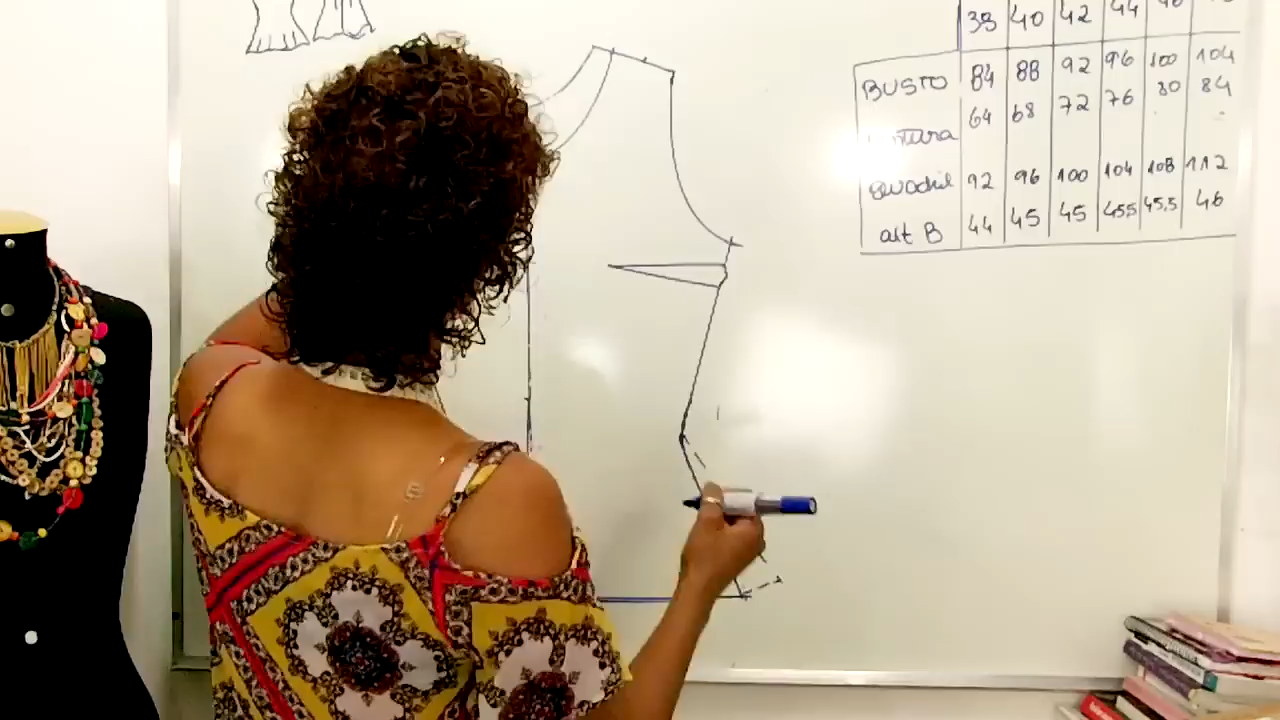 38 40 42 44
BUSTO 84 88 92 96 100 104
64 68 72 76 80 84
Quadril 92 96 100 104 108 112
alt B 44 45 45 45,5 45,5 46